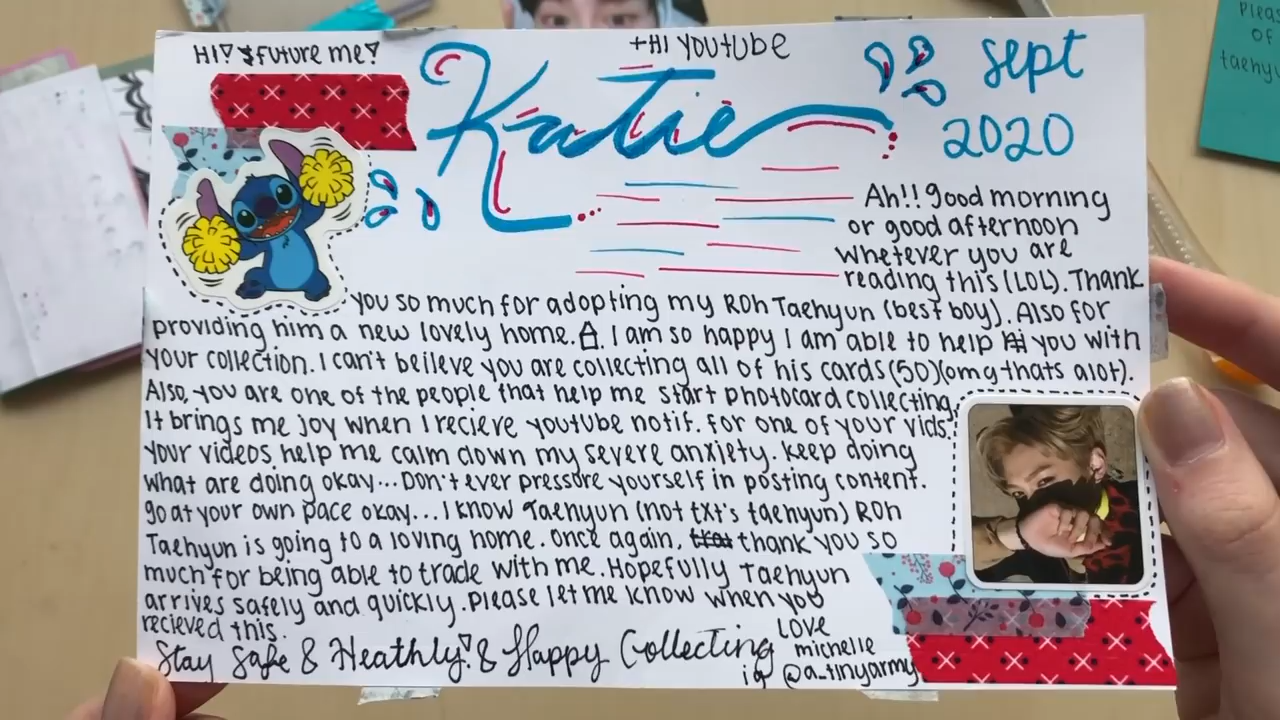 HI! future me!
+HI YOUTUBE
Katie
sept
2020
Ah!! Good morning
or good afternoon
whetever you are
reading this (LOL). Thank
you so much for adopting my ROh Taehyun (best boy). Also for
providing him a new lovely home. I am so happy I am able to help you with
your collection. I can't beileve you are collecting all of his cards (50)(omg thats alot).
Also, you are one of the people that help me start photocard collecting.
It brings me joy when I recieve youtube notif. for one of your vids.
your videos help me calm down my severe anxiety. Keep doing
what are doing okay... Don't ever pressure yourself in posting content.
go at your own pace okay... I know Taehyun (not txt's taehyun) ROh
Taehyun is going to a loving home. Once again, thank you so
much for being able to trade with me. Hopefully Taehyun
arrives safely and quickly. Please let me know when you
recieved this.
Stay Safe & Heathly! & Happy Collecting
LOVE
michelle
ig @a_tinyarmy
Pleas
of
taehyu